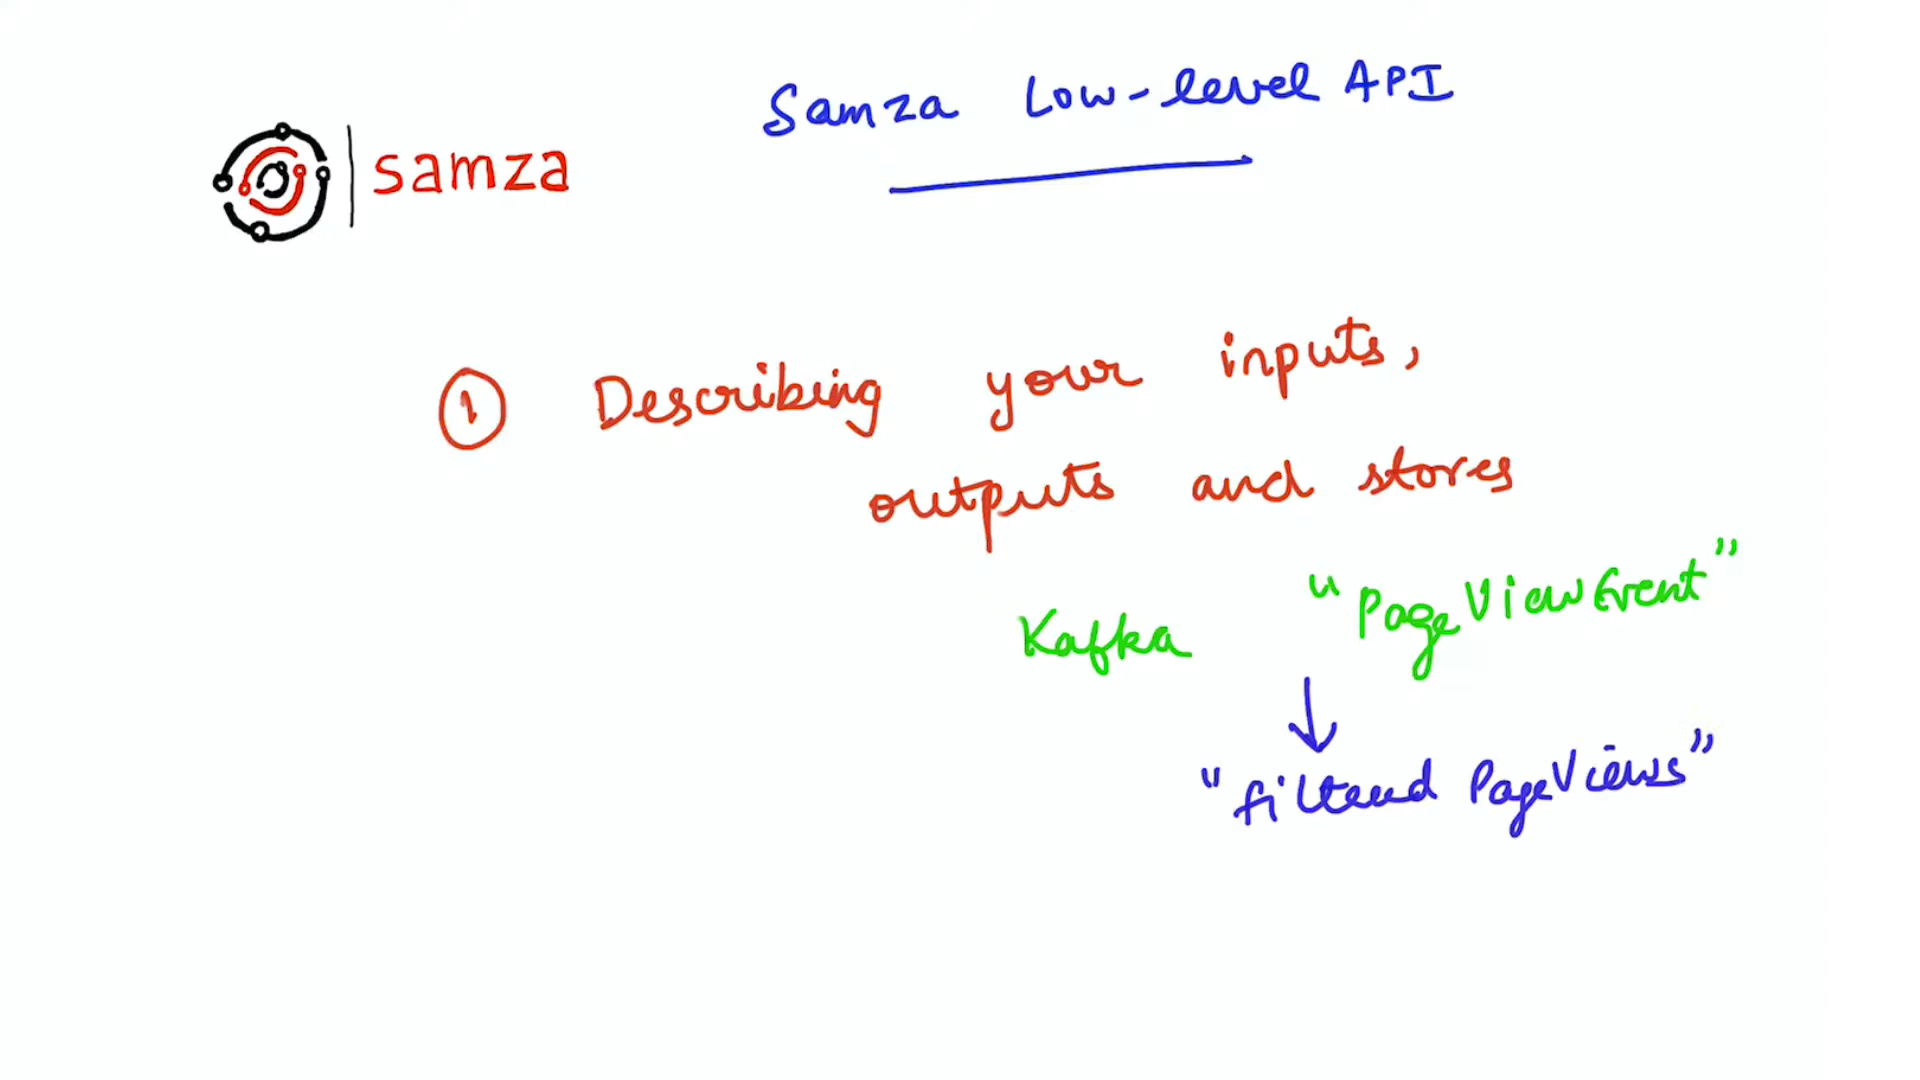 Samza Low-level API
samza
1 Describing your inputs,
outputs and stores
Kafka "PageViewEvent"
"filtered PageViews"